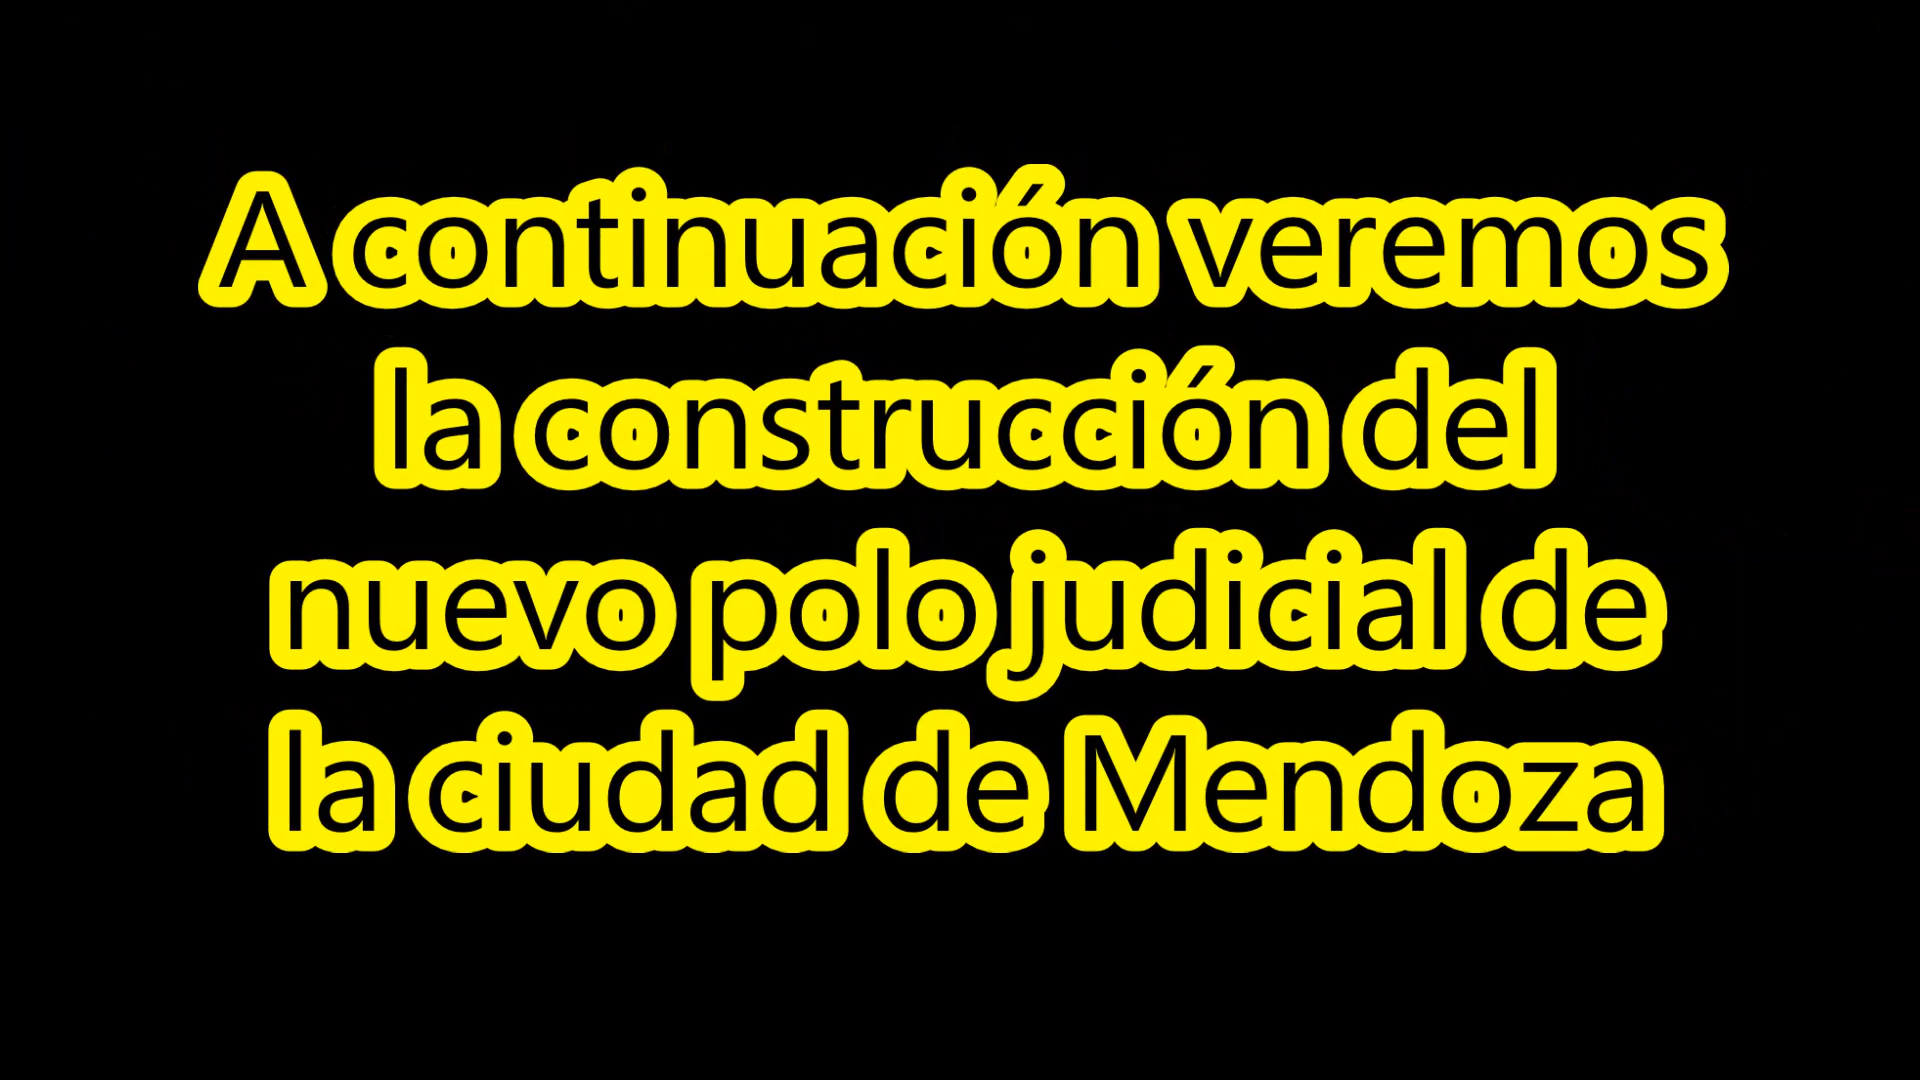 A continuación veremos
la construcción del
nuevo polo judicial de
la ciudad de Mendoza